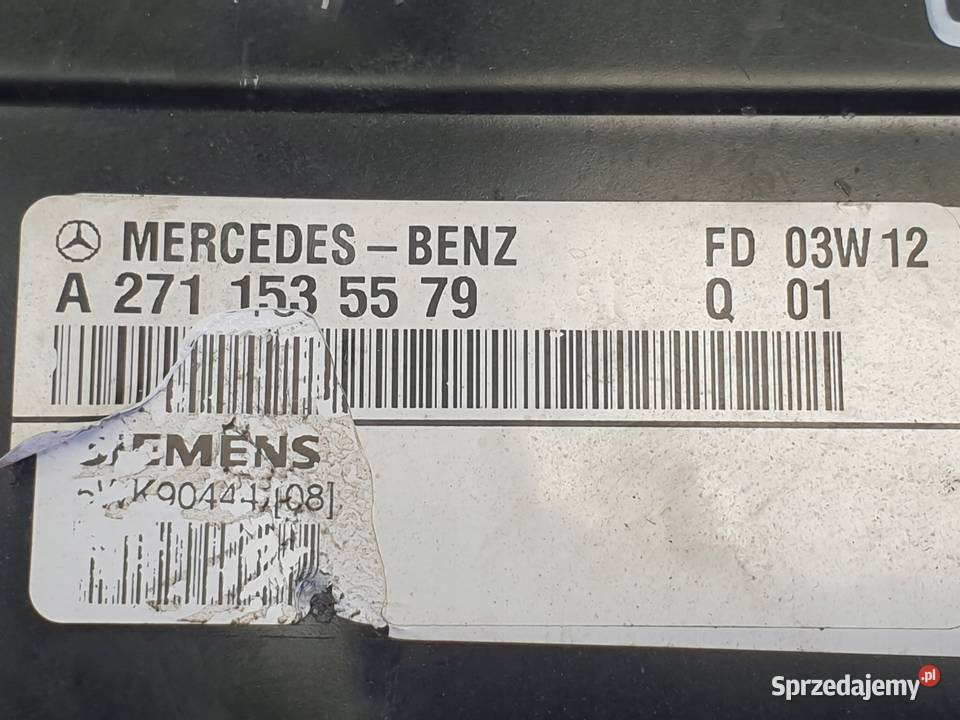 MERCEDES-BENZ FD 03W12
A 271 153 55 79 Q 01
SIEMENS
Sprzedajemy.pl